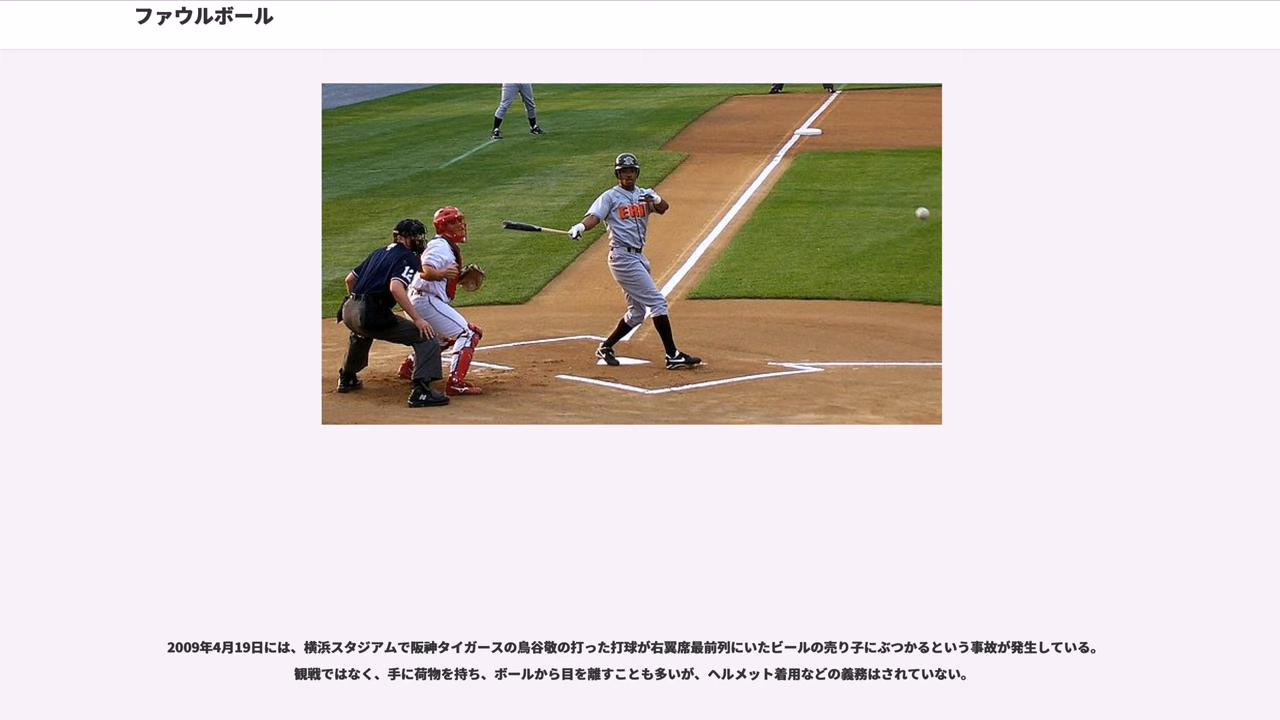 ファウルボール
12
ERI
2009年4月19日には、横浜スタジアムで阪神タイガースの鳥谷敬の打った打球が右翼席最前列にいたビールの売り子にぶつかるという事故が発生している。
観戦ではなく、手に荷物を持ち、ボールから目を離すことも多いが、ヘルメット着用などの義務はされていない。